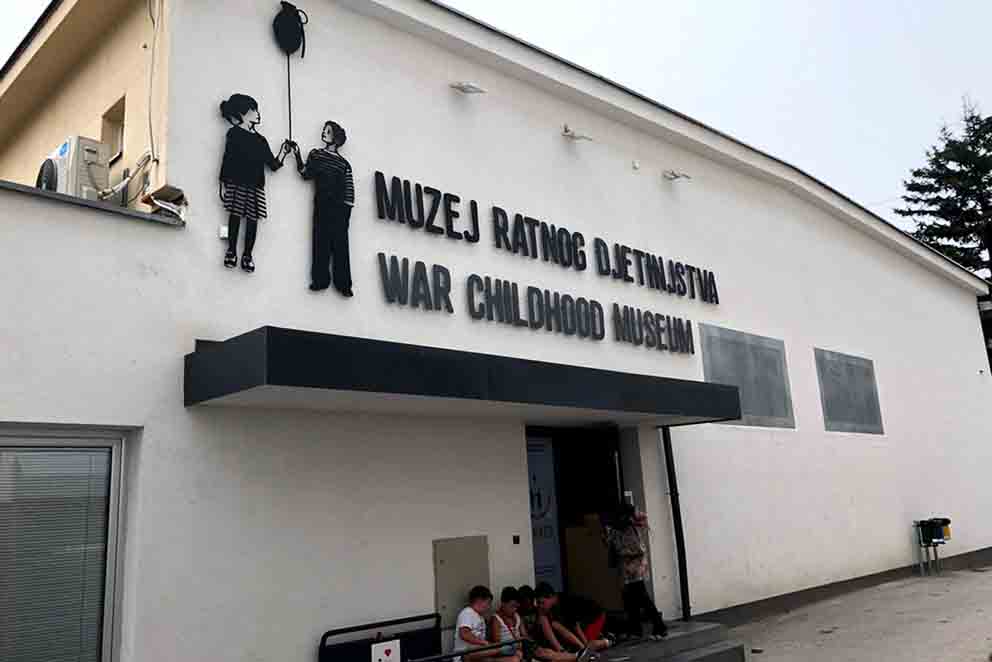 MUZEJ RATNOG DJETINJSTVA
WAR CHILDHOOD MUSEUM